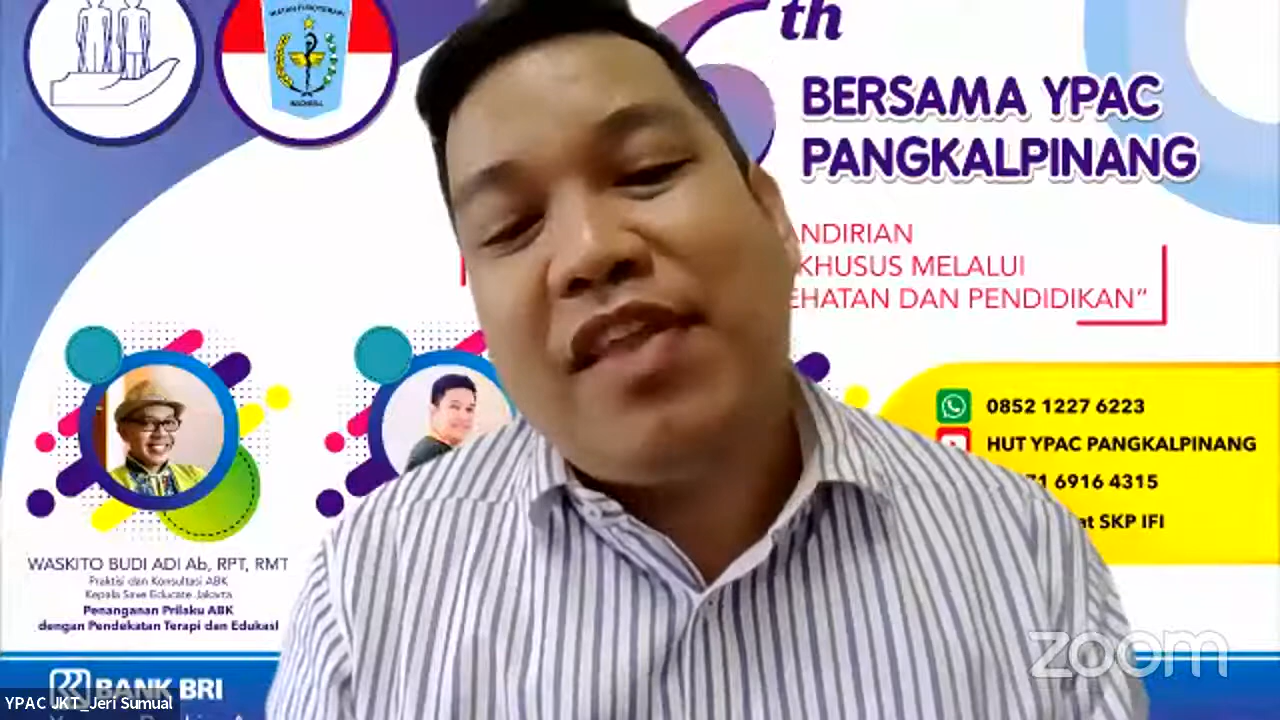 th
BERSAMA YPAC
PANGKALPINANG
ANDIRIAN
KHUSUS MELALUI
EHATAN DAN PENDIDIKAN”
0852 1227 6223
HUT YPAC PANGKALPINANG
71 6916 4315
at SKP IFI
WASKITO BUDI ADI Ab, RPT, RMT
Praktisi dan Konsultasi ABK
Kepala Save Educate Jakarta
Penanganan Prilaku ABK
dengan Pendekatan Terapi dan Edukasi
BANK BRI
YPAC JKT_Jeri Sumual
zoom